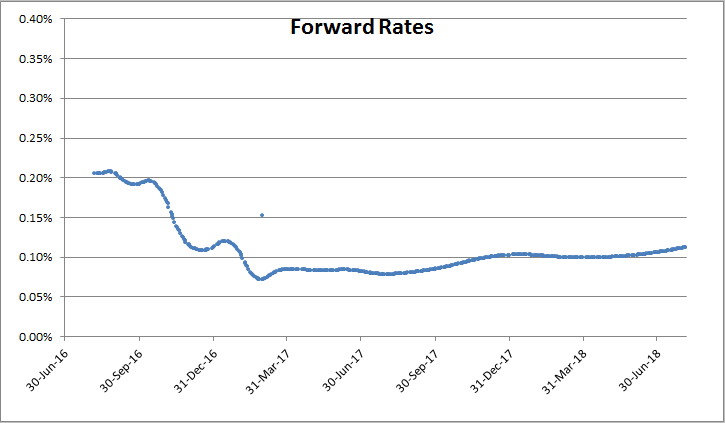 Forward Rates
0.40%
0.35%
0.30%
0.25%
0.20%
0.15%
0.10%
0.05%
0.00%
30-Jun-16
30-Sep-16
31-Dec-16
31-Mar-17
30-Jun-17
30-Sep-17
31-Dec-17
31-Mar-18
30-Jun-18